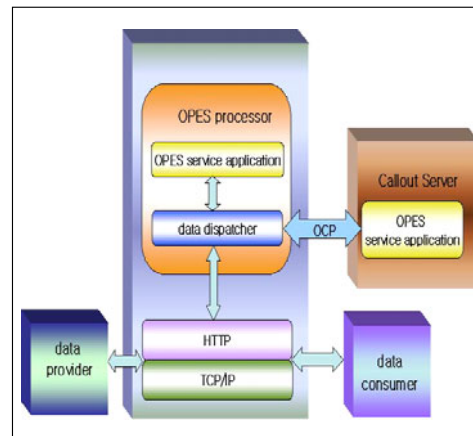 OPES processor
OPES service application
data dispatcher
OCP
Callout Server
OPES
service application
HTTP
TCP/IP
data
provider
data
consumer